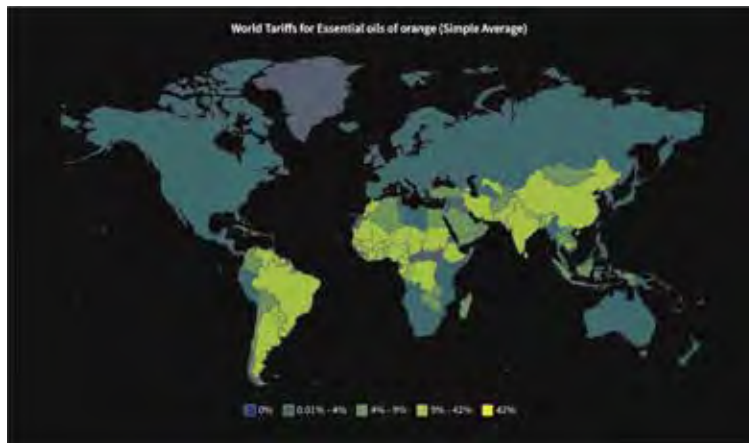 World Tariffs for Essential oils of orange (Simple Average)
0% 0.01% - 4% 4% - 9% 9% - 42% 42%